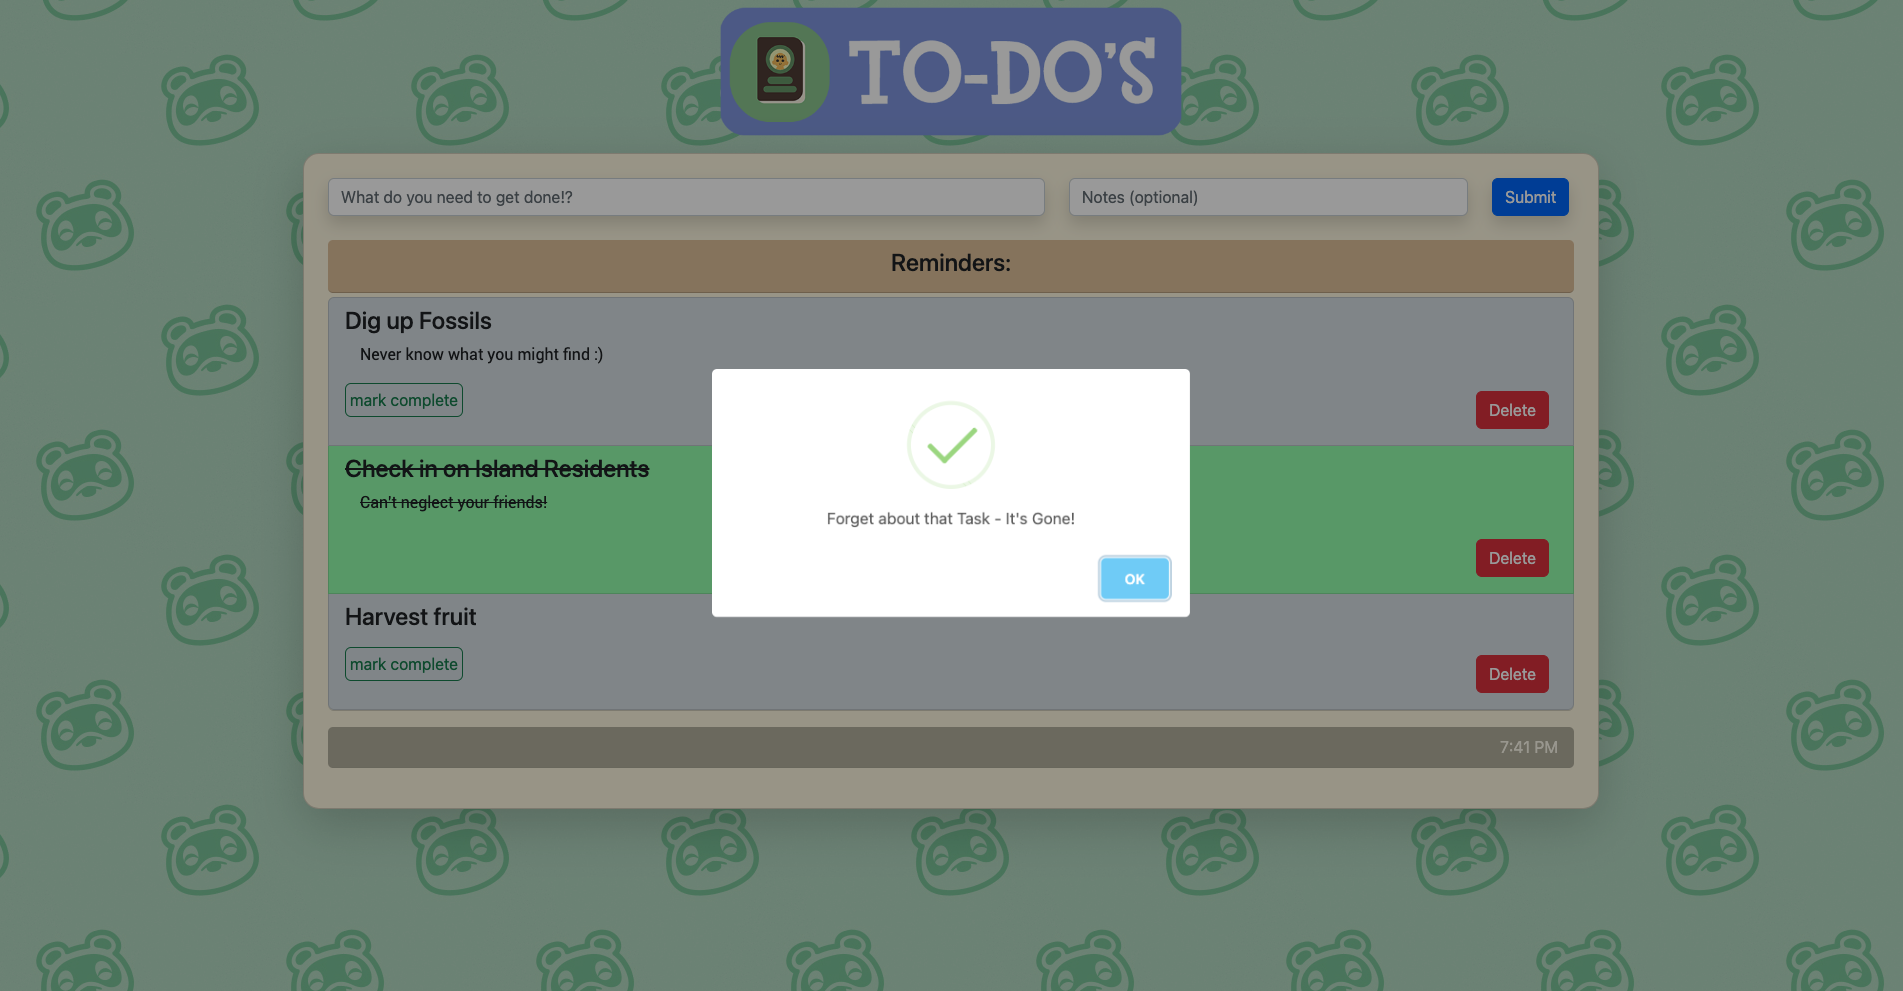 TO-DO'S
What do you need to get done!?
Notes (optional)
Submit
Reminders:
Dig up Fossils
Never know what you might find :)
mark complete
Delete
Check in on Island Residents
Can't neglect your friends!
Delete
Forget about that Task - It's Gone!
OK
Harvest fruit
mark complete
Delete
7:41 PM